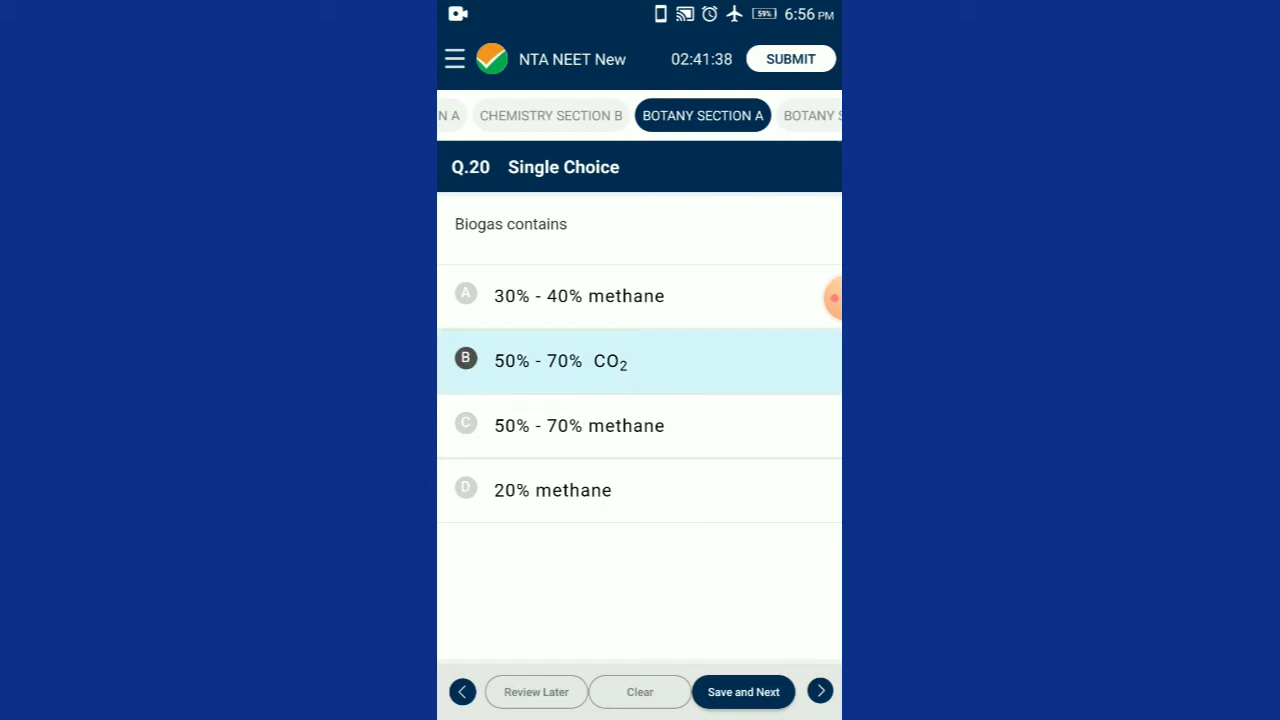 59% 6:56 PM
NTA NEET New 02:41:38 SUBMIT
N A CHEMISTRY SECTION B BOTANY SECTION A BOTANY S
Q.20 Single Choice
Biogas contains
A 30% - 40% methane
B 50% - 70% CO₂
C 50% - 70% methane
D 20% methane
Review Later Clear Save and Next